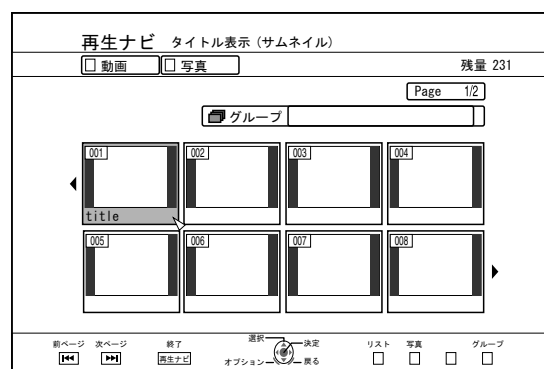 再生ナビ タイトル表示(サムネイル)
動画 写真 残量 231
Page 1/2
グループ
001 002 003 004
title
005 006 007 008
前ページ 次ページ 終了 選択 決定 リスト 写真 グループ
再生ナビ オプション 戻る